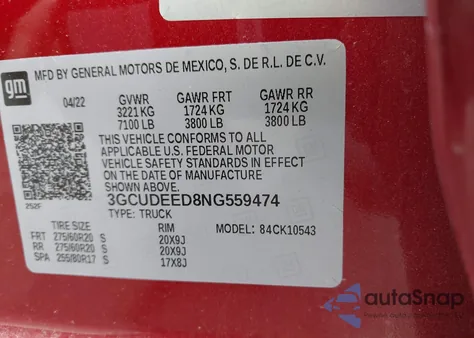 gm
MFD BY GENERAL MOTORS DE MEXICO, S. DE R.L. DE C.V.
04/22 GVWR GAWR FRT GAWR RR
3221 KG 1724 KG 1724 KG
7100 LB 3800 LB 3800 LB
THIS VEHICLE CONFORMS TO ALL
APPLICABLE U.S. FEDERAL MOTOR
VEHICLE SAFETY STANDARDS IN EFFECT
ON THE DATE OF MANUFACTURE
SHOWN ABOVE.
252F 3GCUDEED8NG559474
TYPE: TRUCK
TIRE SIZE RIM MODEL: 84CK10543
FRT 275/60R20 S 20X9J
RR 275/60R20 S 20X9J
SPA 255/80R17 S 17X8J
autoSnap